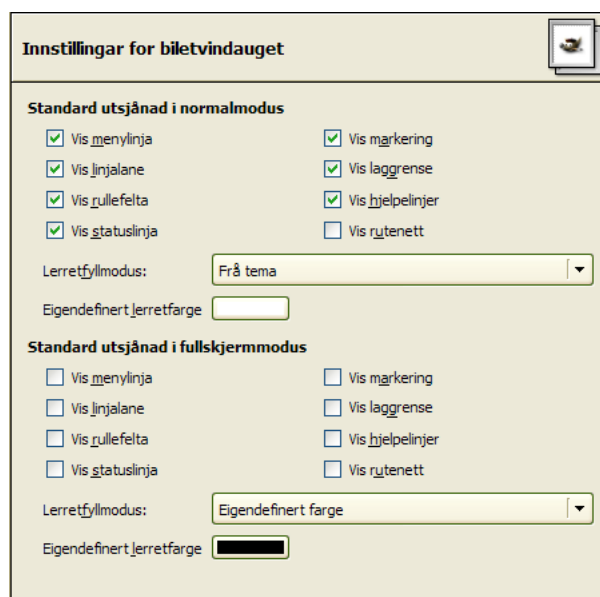 Innstillingar for biletvindauget
Standard utsjånad i normalmodus
Vis menylinja Vis markering
Vis linjalane Vis laggrense
Vis rullefelta Vis hjelpelinjer
Vis statuslinja Vis rutenett
Lerretfyllmodus: Frå tema
Eigendefinert lerretfarge
Standard utsjånad i fullskjermmodus
Vis menylinja Vis markering
Vis linjalane Vis laggrense
Vis rullefelta Vis hjelpelinjer
Vis statuslinja Vis rutenett
Lerretfyllmodus: Eigendefinert farge
Eigendefinert lerretfarge